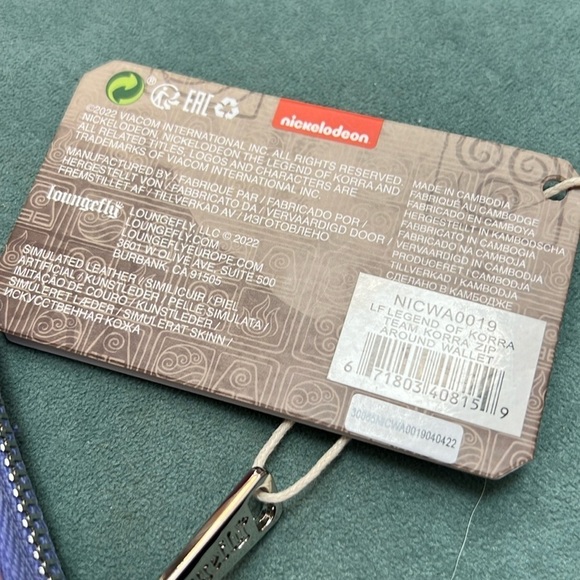 EAC
nickelodeon
©2022 VIACOM INTERNATIONAL INC. ALL RIGHTS RESERVED
NICKELODEON, NICKELODEON THE LEGEND OF KORRA AND
ALL RELATED TITLES, LOGOS AND CHARACTERS ARE
TRADEMARKS OF VIACOM INTERNATIONAL INC.
MANUFACTURED BY / FABRIQUÉ PAR / FABRICADO POR /
HERGESTELLT VON / FABRICATO DA / VERVAARDIGD DOOR /
FREMSTILLET AF / TILLVERKAD AV / ИЗГОТОВЛЕНО
loungefly
LOUNGEFLY, LLC © 2022
LOUNGEFLY.COM
LOUNGEFLYEUROPE.COM
3601 W OLIVE AVE, SUITE 500
BURBANK, CA 91505
SIMULATED LEATHER / SIMILICUIR / PIEL
ARTIFICIAL / KUNSTLEDER / PELLE SIMULATA
IMITAÇÃO DE COURO / KUNSTLEDER /
SIMULERET LÆDER / SIMULERAT SKINN /
ИСКУССТВЕННАЯ КОЖА
MADE IN CAMBODIA
FABRIQUÉ AU CAMBODGE
FABRICADO EN CAMBOYA
HERGESTELLT IN KAMBODSCHA
FABBRICATO IN CAMBOGIA
FABRICADO NA CAMBOJA
VERVAARDIGD IN CAMBODJA
PRODUCERET I CAMBODJA
TILLVERKAD I KAMBODJA
СДЕЛАНО В КАМБОДЖЕ
NICWA0019
LF LEGEND OF KORRA
TEAM KORRA ZIP
AROUND WALLET
6 71803 40815 9
30065NICWA0019040422